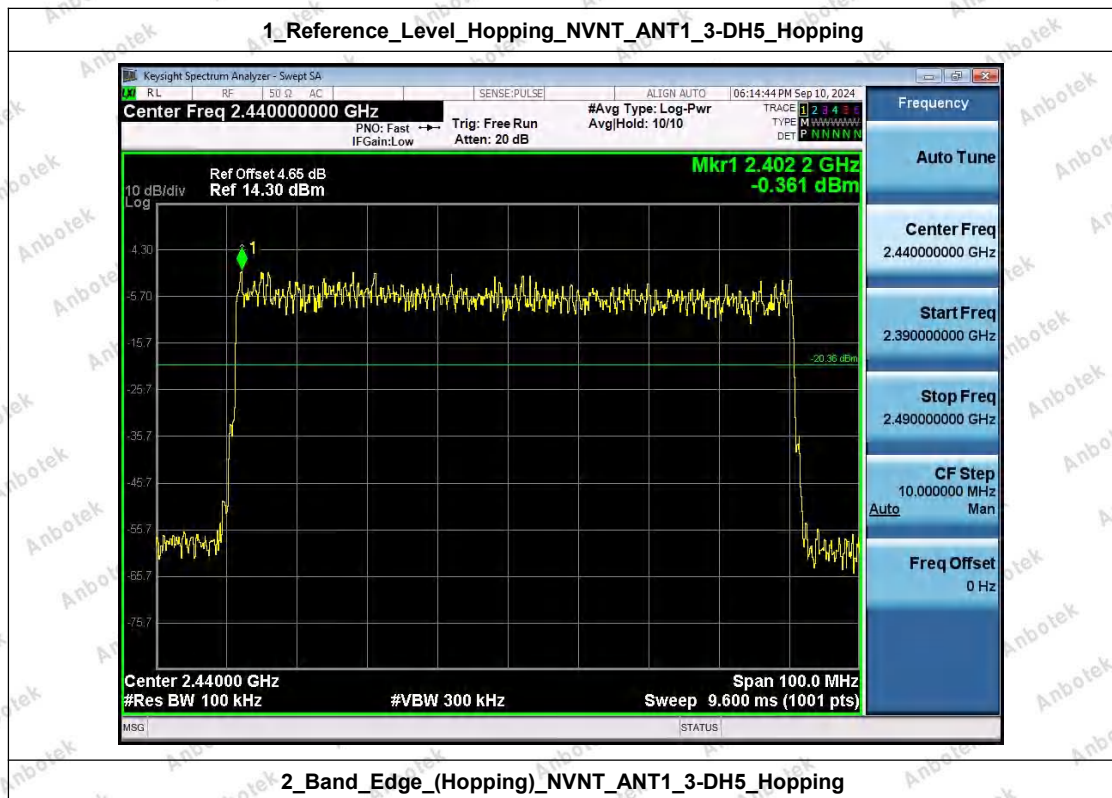 1_Reference_Level_Hopping_NVNT_ANT1_3-DH5_Hopping
Keysight Spectrum Analyzer - Swept SA
LXI RL RF 50 Ω AC SENSE:PULSE ALIGN AUTO 06:14:44 PM Sep 10, 2024
Center Freq 2.440000000 GHz
PNO: Fast
IFGain:Low
Trig: Free Run
Atten: 20 dB
#Avg Type: Log-Pwr
Avg|Hold: 10/10
TRACE 1 2 3 4 5 6
TYPE M WWWWW
DET P N N N N N
Frequency
Auto Tune
Center Freq
2.440000000 GHz
Start Freq
2.390000000 GHz
Stop Freq
2.490000000 GHz
CF Step
10.000000 MHz
Auto Man
Freq Offset
0 Hz
Mkr1 2.402 2 GHz
-0.361 dBm
Ref Offset 4.65 dB
10 dB/div Ref 14.30 dBm
Log
1
4.30
-5.70
-15.7
-20.36 dBm
-25.7
-35.7
-45.7
-55.7
-65.7
-75.7
Center 2.44000 GHz Span 100.0 MHz
#Res BW 100 kHz #VBW 300 kHz Sweep 9.600 ms (1001 pts)
MSG STATUS
2_Band_Edge_(Hopping)_NVNT_ANT1_3-DH5_Hopping
Anbotek